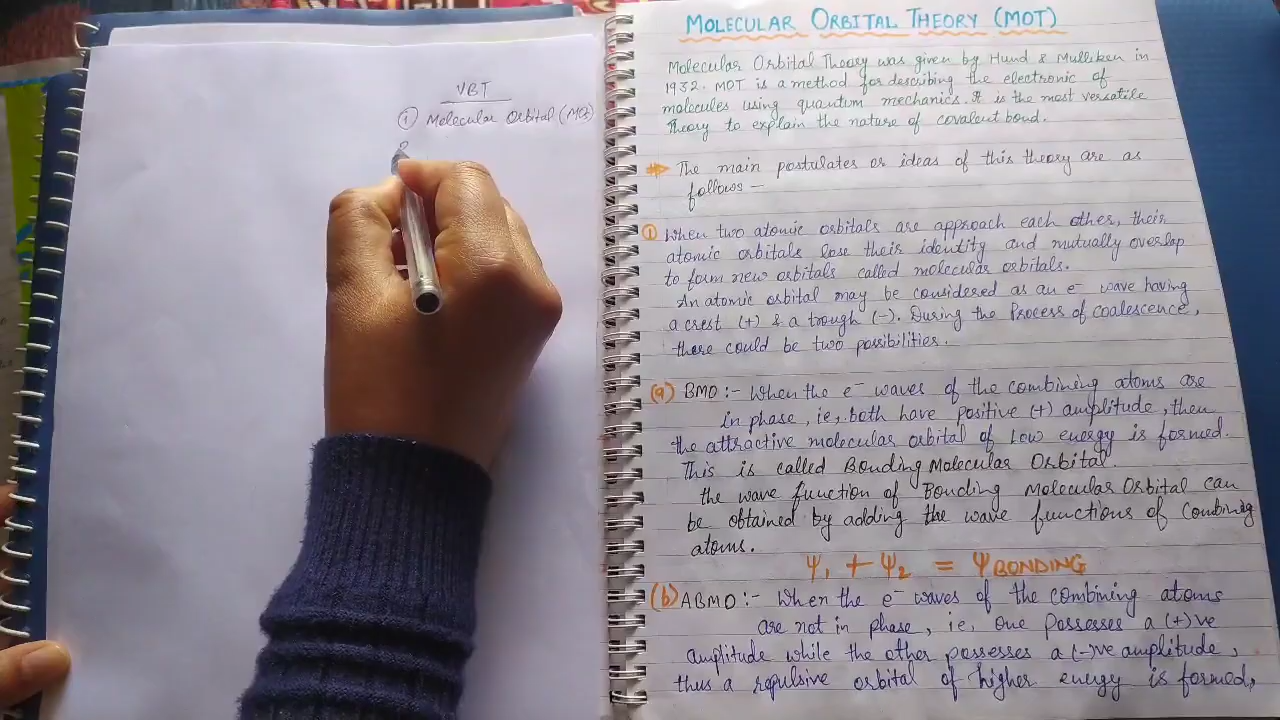 VBT
① Molecular Orbital (MO)
MOLECULAR ORBITAL THEORY (MOT)
Molecular Orbital Theory was given by Hund & Mulliken in
1932. MOT is a method for describing the electronic of
molecules using quantum mechanics. It is the most versatile
Theory to explain the nature of covalent bond.
The main postulates or ideas of this theory are as
follows —
① When two atomic orbitals are approach each other, their
atomic orbitals lose their identity and mutually overlap
to form new orbitals called molecular orbitals.
An atomic orbital may be considered as an e⁻ wave having
a crest (+) & a trough (-). During the Process of coalescence,
there could be two possibilities.
(a) BMO :- When the e⁻ waves of the combining atoms are
in phase, ie, both have positive (+) amplitude, then
the attractive molecular orbital of Low energy is formed.
This is called Bonding Molecular Orbital.
the wave function of Bonding Molecular Orbital can
be obtained by adding the wave functions of Combining
atoms.
Ψ₁ + Ψ₂ = Ψ BONDING
(b) ABMO :- When the e⁻ waves of the combining atoms
are not in phase, ie, one possesses a (+)ve
amplitude while the other possesses a (-)ve amplitude,
thus a repulsive orbital of higher energy is formed,